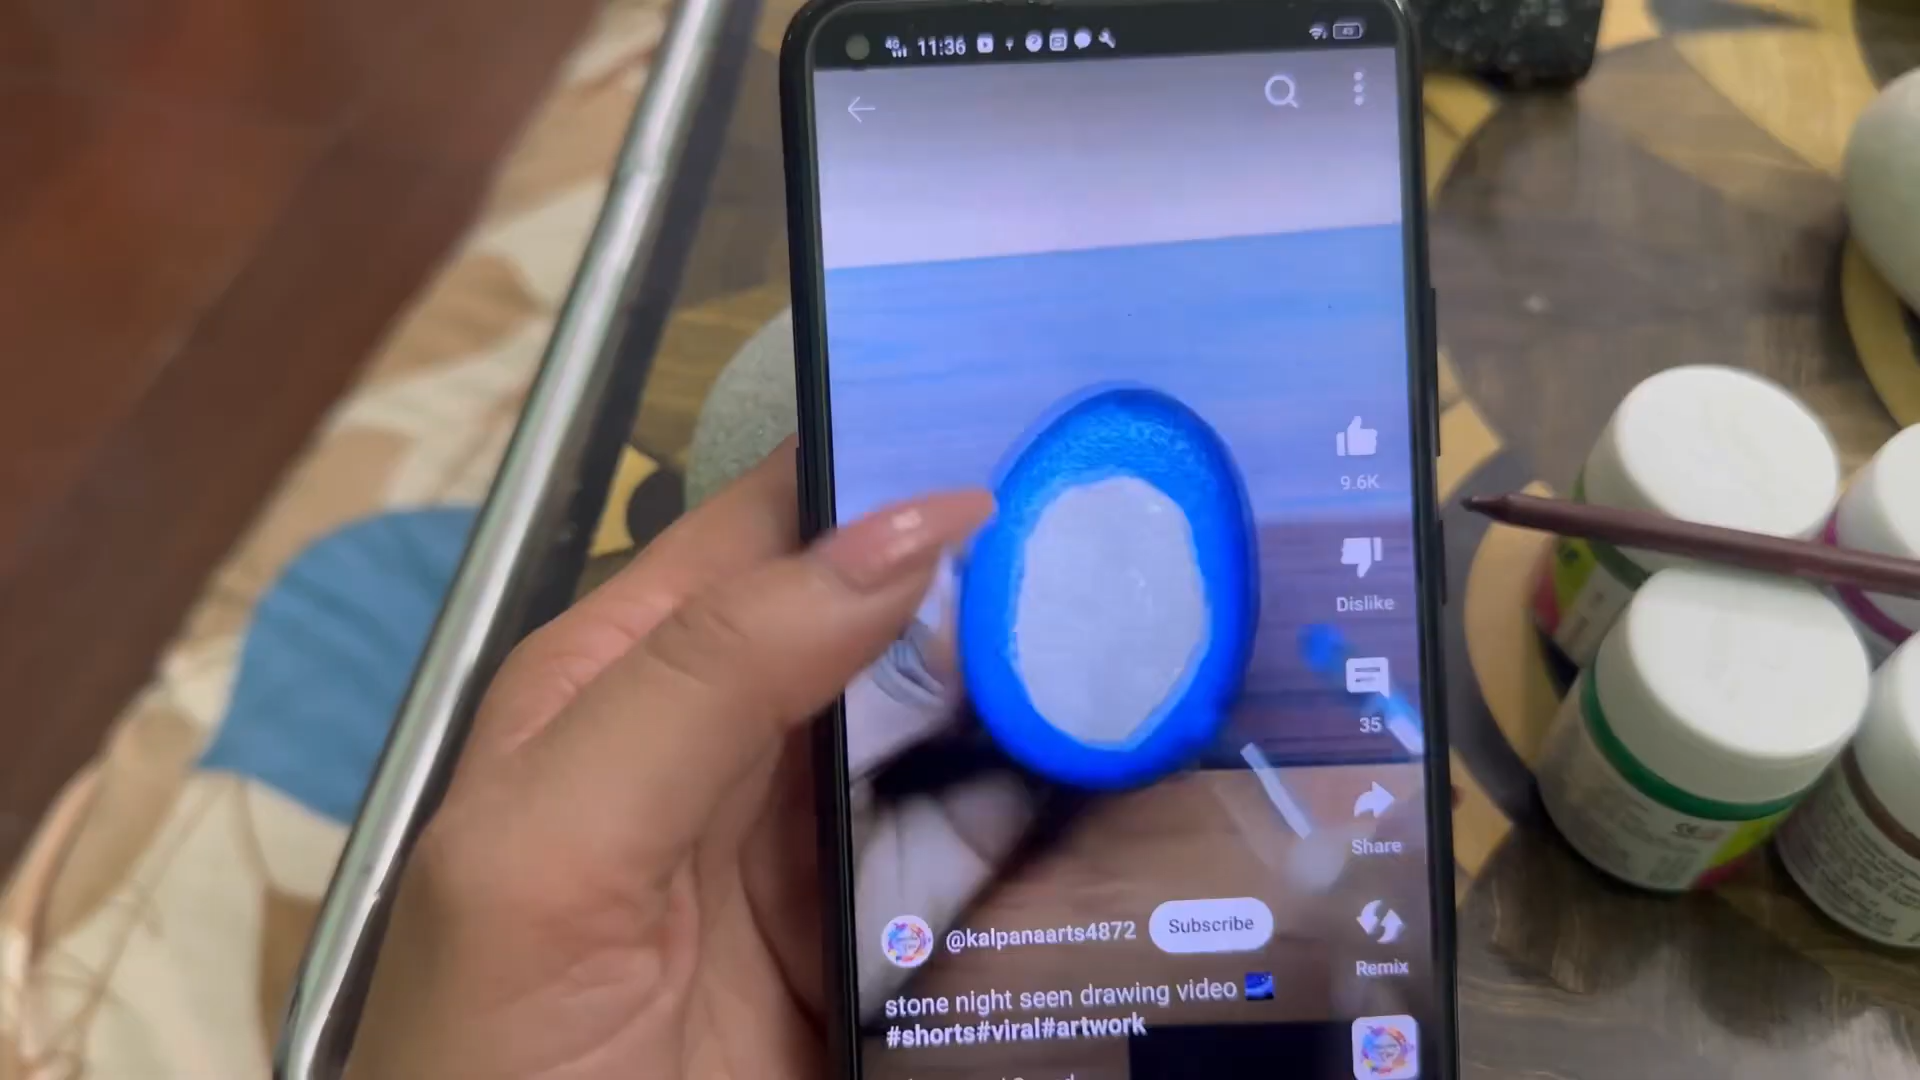 11:36
9.6K
Dislike
35
Share
@kalpanaarts4872 Subscribe
Remix
stone night seen drawing video
#shorts#viral#artwork